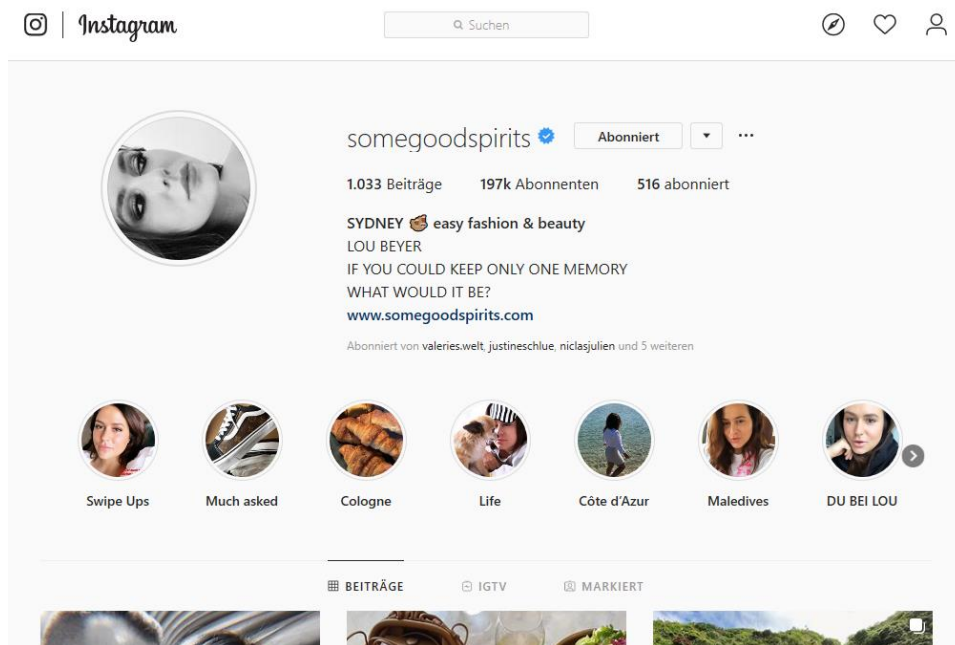 Instagram
Suchen
somegoodspirits
Abonniert
1.033 Beiträge 197k Abonnenten 516 abonniert
SYDNEY easy fashion & beauty
LOU BEYER
IF YOU COULD KEEP ONLY ONE MEMORY
WHAT WOULD IT BE?
www.somegoodspirits.com
Abonniert von valeries.welt, justineschlue, niclasjulien und 5 weiteren
Swipe Ups Much asked Cologne Life Côte d'Azur Maledives DU BEI LOU
BEITRÄGE IGTV MARKIERT